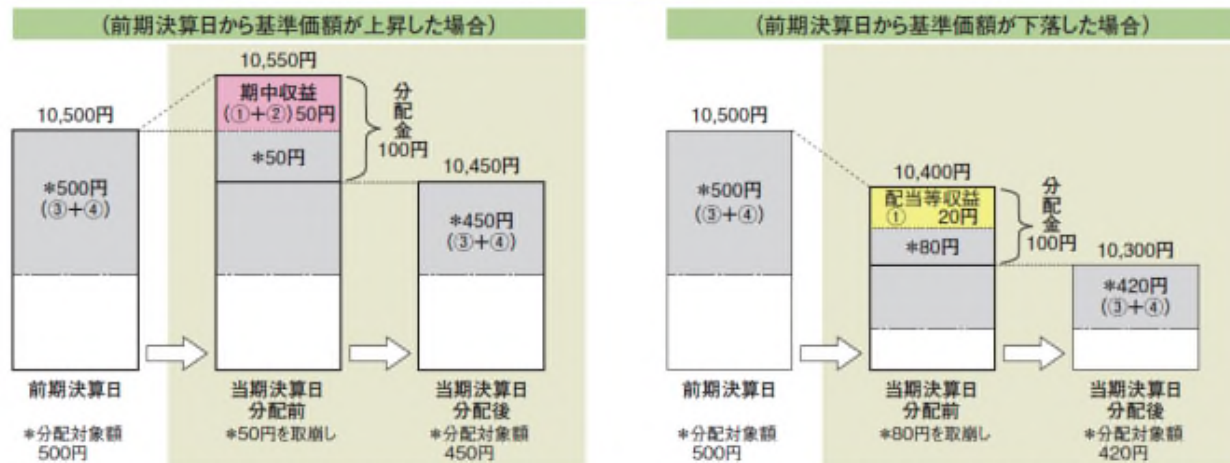 (前期決算日から基準価額が上昇した場合)
10,550円
期中収益
(①+②)50円
10,500円
*50円
分配金
100円
10,450円
*500円
(③+④)
*450円
(③+④)
前期決算日
当期決算日
分配前
当期決算日
分配後
*分配対象額
500円
*50円を取崩し
*分配対象額
450円
(前期決算日から基準価額が下落した場合)
10,500円
10,400円
配当等収益
① 20円
*80円
分配金
100円
10,300円
*500円
(③+④)
*420円
(③+④)
前期決算日
当期決算日
分配前
当期決算日
分配後
*分配対象額
500円
*80円を取崩し
*分配対象額
420円